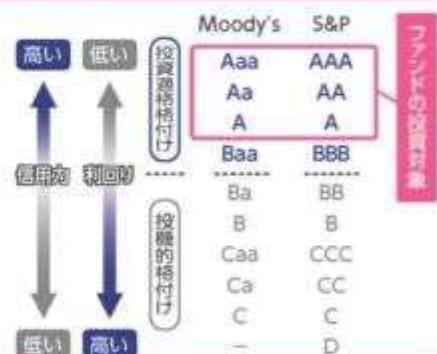 Moody's S&P
高い 低い
投資適格格付け
Aaa AAA
Aa AA
A A
Baa BBB
ファンドの投資対象
信用力 利回り
投機的格付け
Ba BB
B B
Caa CCC
Ca CC
C C
– D
低い 高い